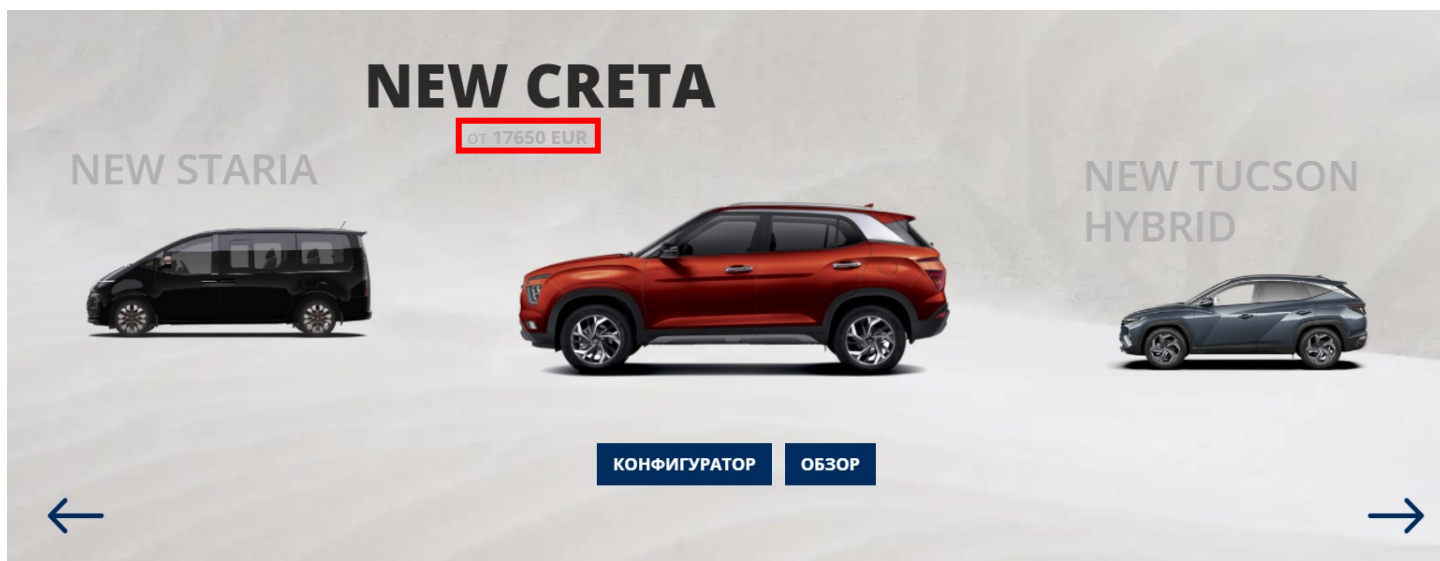 NEW CRETA
от 17650 EUR
NEW STARIA
NEW TUCSON
HYBRID
КОНФИГУРАТОР
ОБЗОР